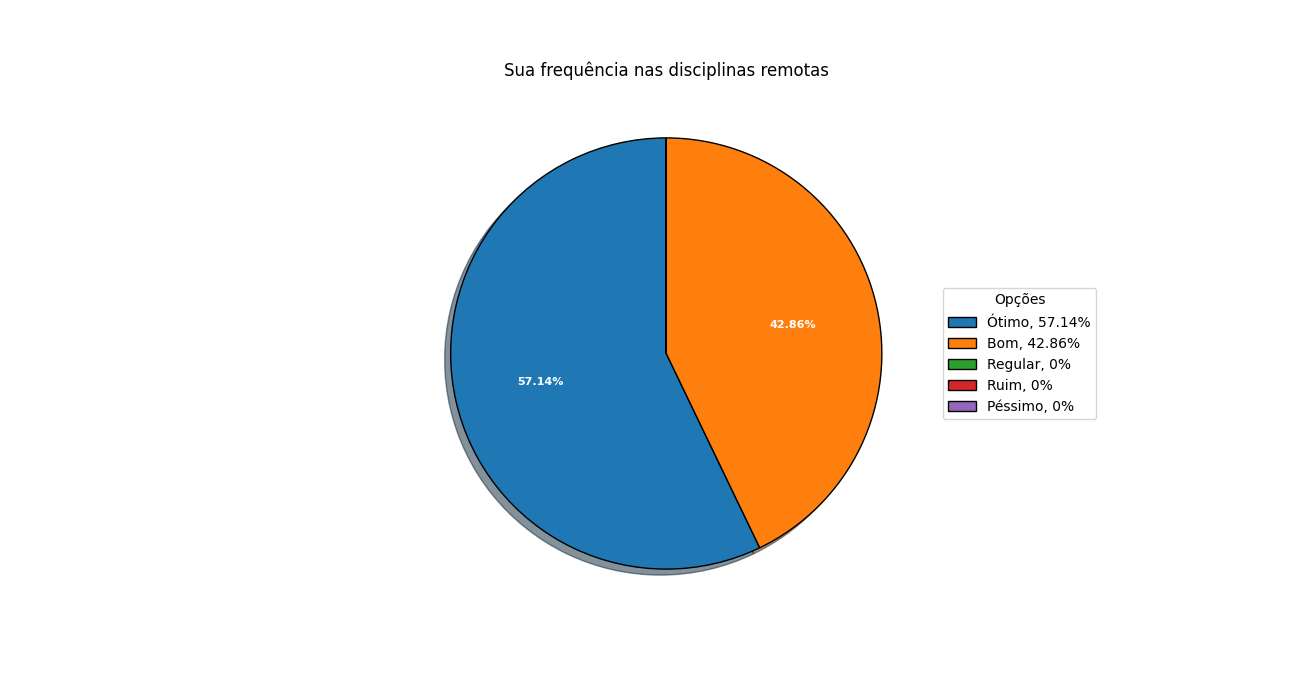 Sua frequência nas disciplinas remotas
42.86%
57.14%
Opções
Ótimo, 57.14%
Bom, 42.86%
Regular, 0%
Ruim, 0%
Péssimo, 0%